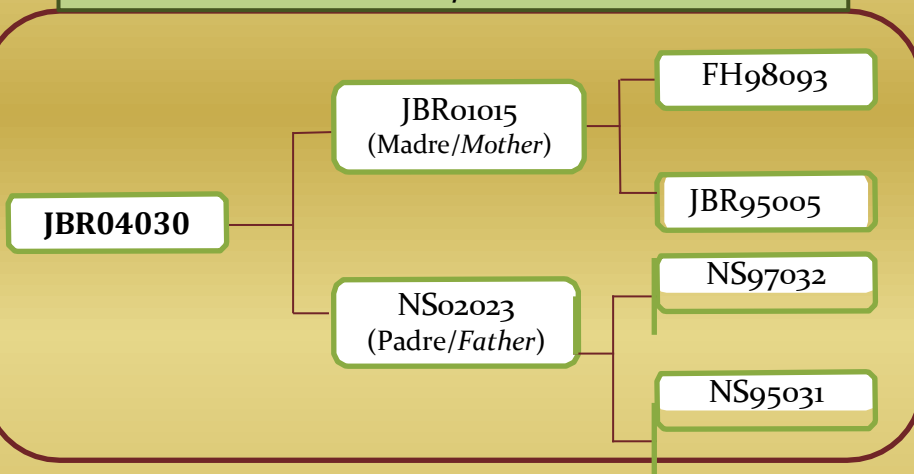 JBR04030
JBR01015
(Madre/Mother)
NS02023
(Padre/Father)
FH98093
JBR95005
NS97032
NS95031